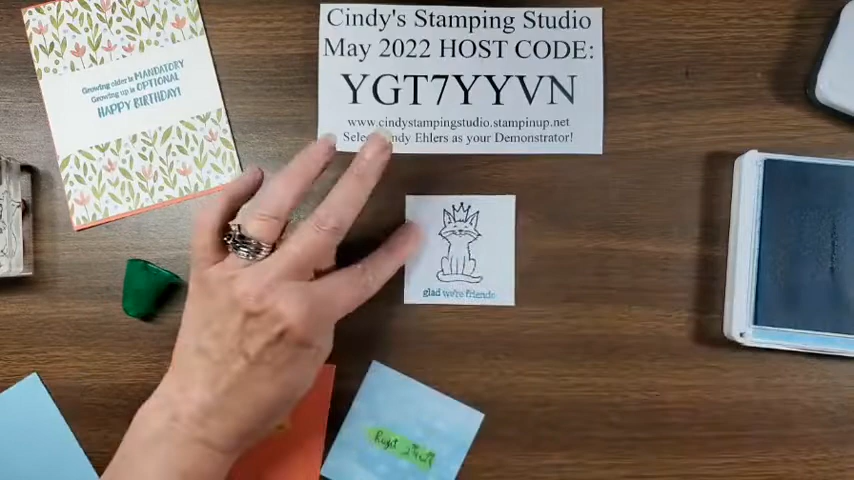 Cindy's Stamping Studio
May 2022 HOST CODE:
YGT7YYVN
www.cindystampingstudio.stampinup.net
Sele Cindy Ehlers as your Demonstrator!
Growing older is MANDATORY
Growing up is OPTIONAL
HAPPY BIRTHDAY!
glad we're friends